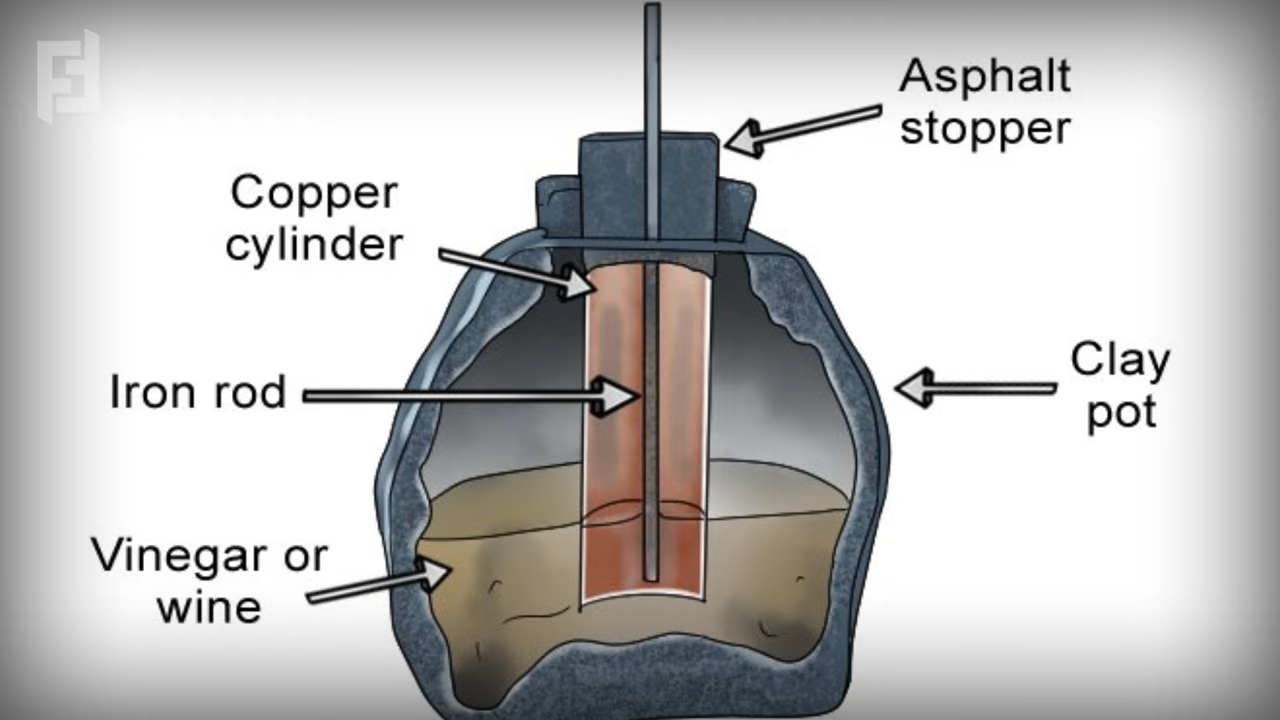 Asphalt
stopper
Copper
cylinder
Iron rod
Clay
pot
Vinegar or
wine